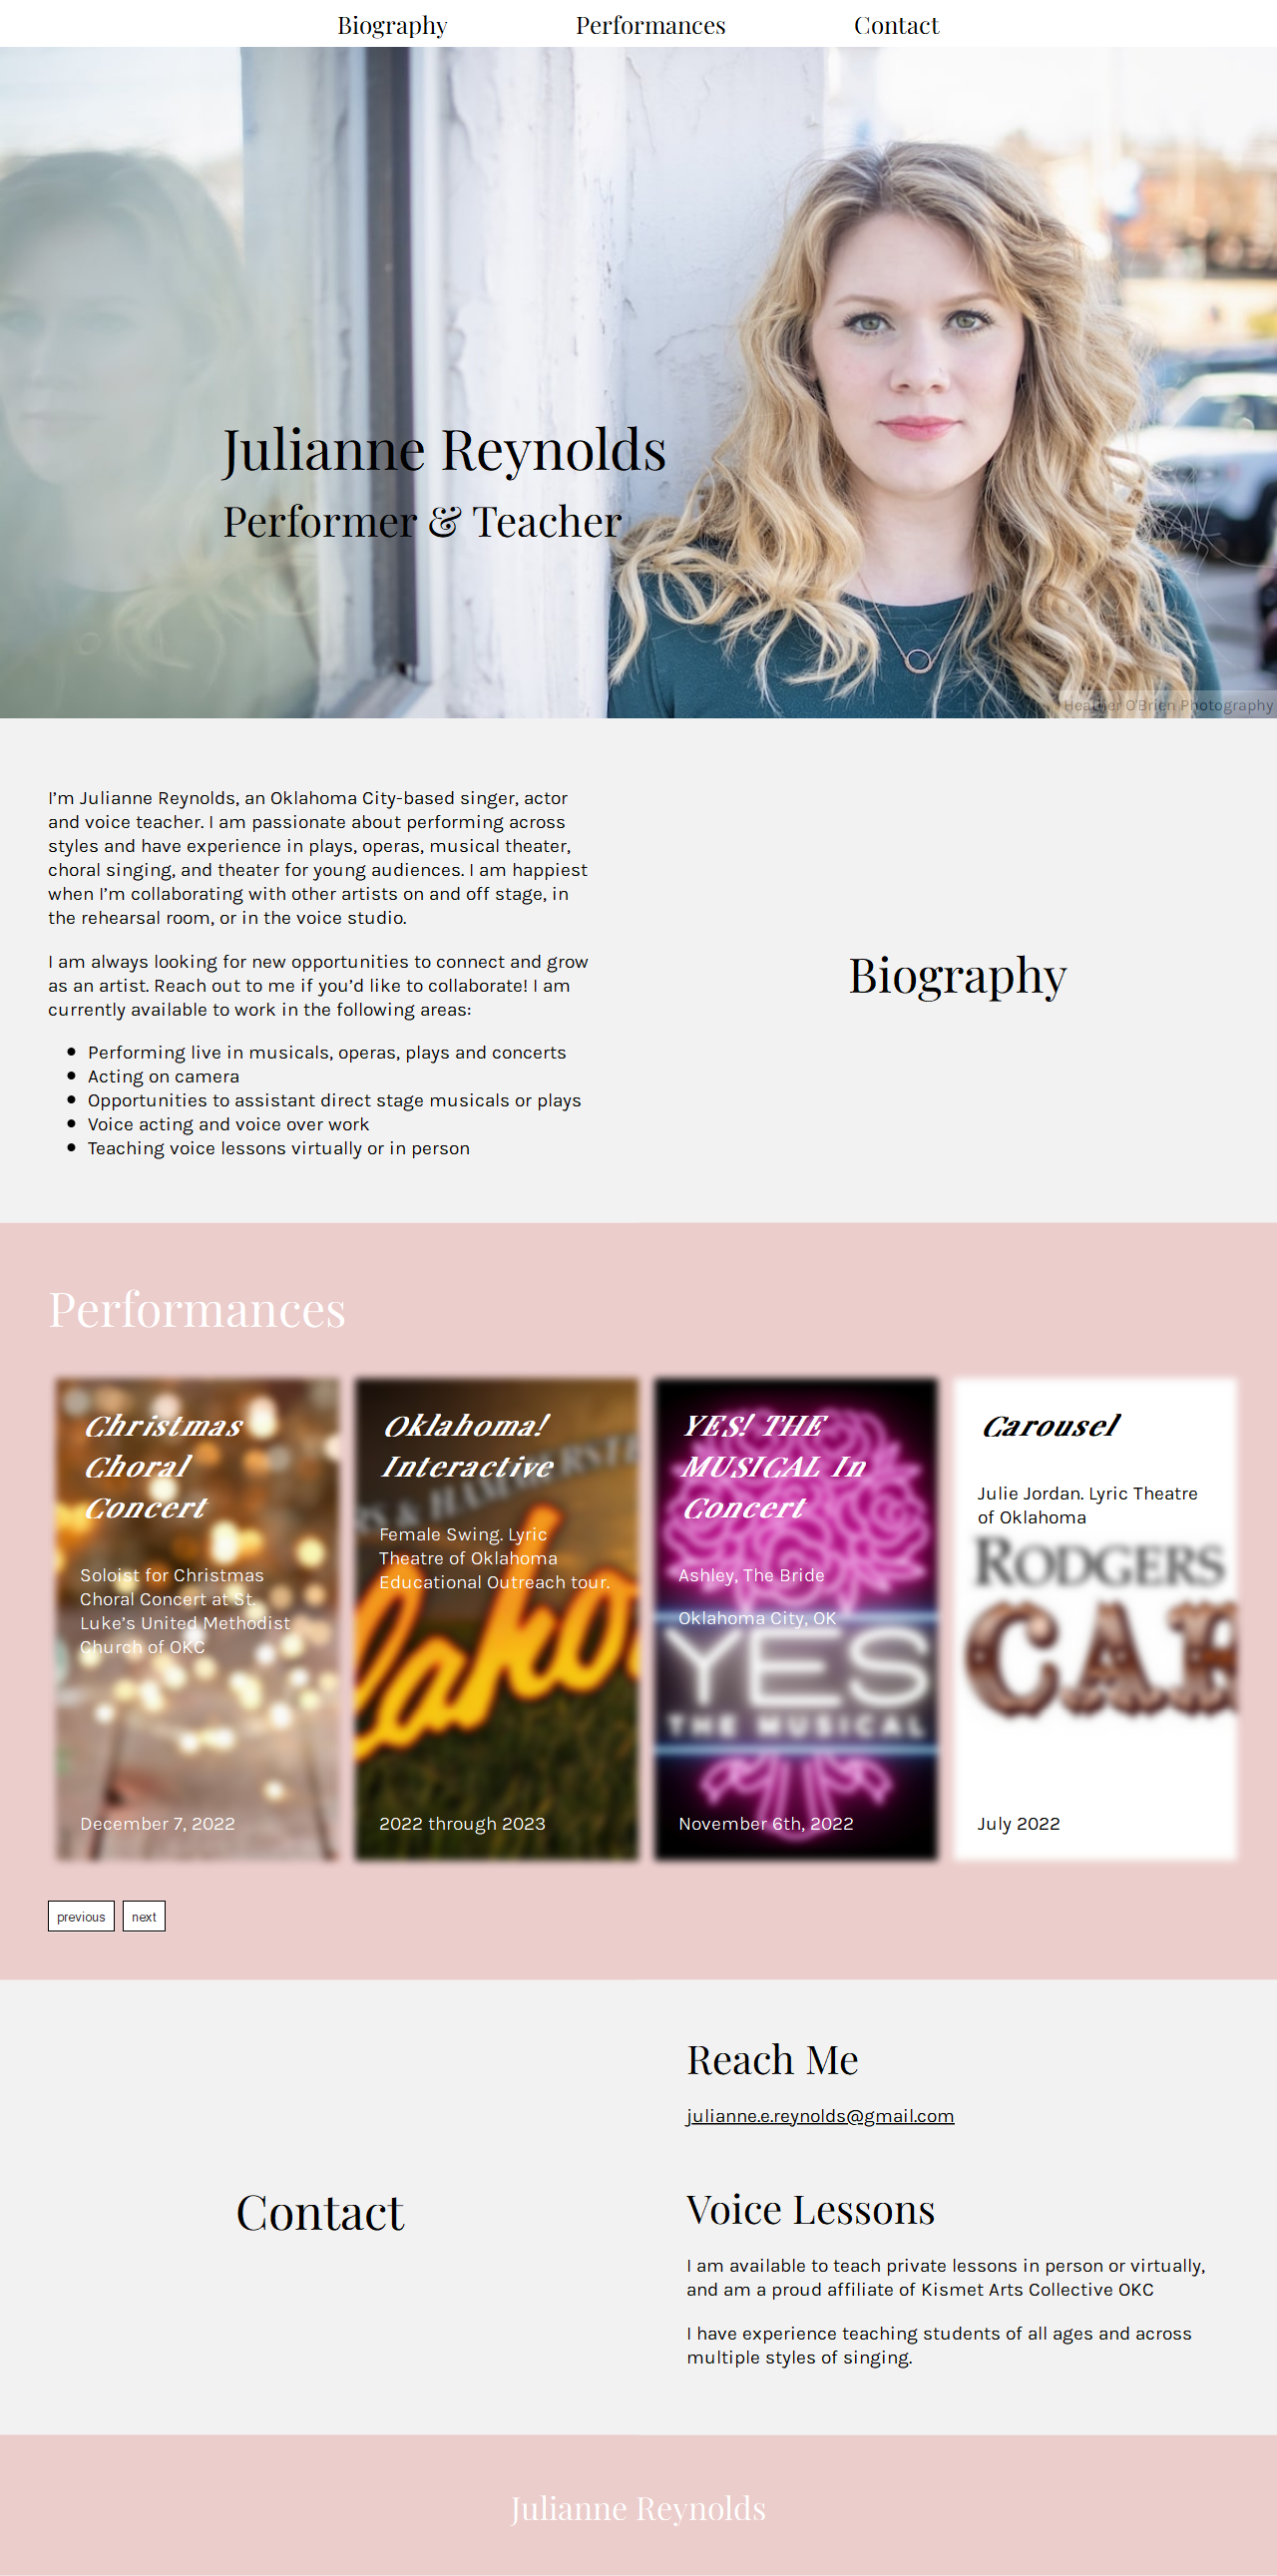 Biography
Performances
Contact
Julianne Reynolds
Performer & Teacher
Heather O'Brien Photography
I’m Julianne Reynolds, an Oklahoma City-based singer, actor
and voice teacher. I am passionate about performing across
styles and have experience in plays, operas, musical theater,
choral singing, and theater for young audiences. I am happiest
when I’m collaborating with other artists on and off stage, in
the rehearsal room, or in the voice studio.
I am always looking for new opportunities to connect and grow
as an artist. Reach out to me if you’d like to collaborate! I am
currently available to work in the following areas:
Performing live in musicals, operas, plays and concerts
Acting on camera
Opportunities to assistant direct stage musicals or plays
Voice acting and voice over work
Teaching voice lessons virtually or in person
Biography
Performances
Christmas
Choral
Concert
Soloist for Christmas
Choral Concert at St.
Luke’s United Methodist
Church of OKC
December 7, 2022
Oklahoma!
Interactive
Female Swing. Lyric
Theatre of Oklahoma
Educational Outreach tour.
2022 through 2023
YES! THE
MUSICAL In
Concert
Ashley, The Bride
Oklahoma City, OK
YES
THE MUSICAL
November 6th, 2022
Carousel
Julie Jordan. Lyric Theatre
of Oklahoma
RODGERS
CAR
July 2022
previous
next
Contact
Reach Me
julianne.e.reynolds@gmail.com
Voice Lessons
I am available to teach private lessons in person or virtually,
and am a proud affiliate of Kismet Arts Collective OKC
I have experience teaching students of all ages and across
multiple styles of singing.
Julianne Reynolds